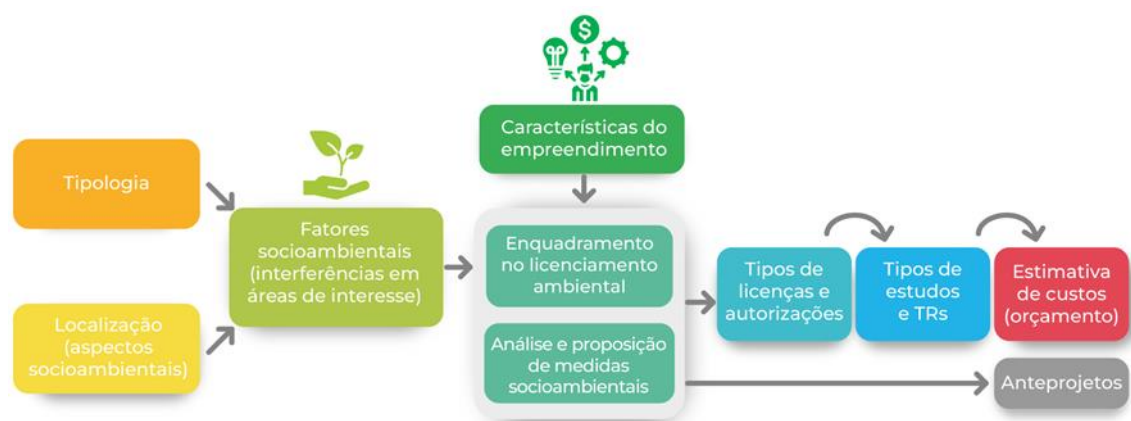 Características do
empreendimento
Tipologia
Fatores
socioambientais
(interferências em
áreas de interesse)
Localização
(aspectos
socioambientais)
Enquadramento
no licenciamento
ambiental
Análise e proposição
de medidas
socioambientais
Tipos de
licenças e
autorizações
Tipos de
estudos
e TRs
Estimativa
de custos
(orçamento)
Anteprojetos